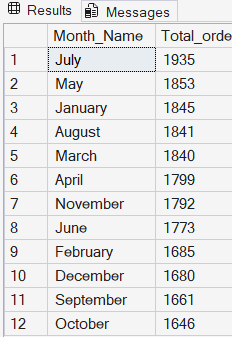 Results Messages
Month_Name Total_orde
1 July 1935
2 May 1853
3 January 1845
4 August 1841
5 March 1840
6 April 1799
7 November 1792
8 June 1773
9 February 1685
10 December 1680
11 September 1661
12 October 1646